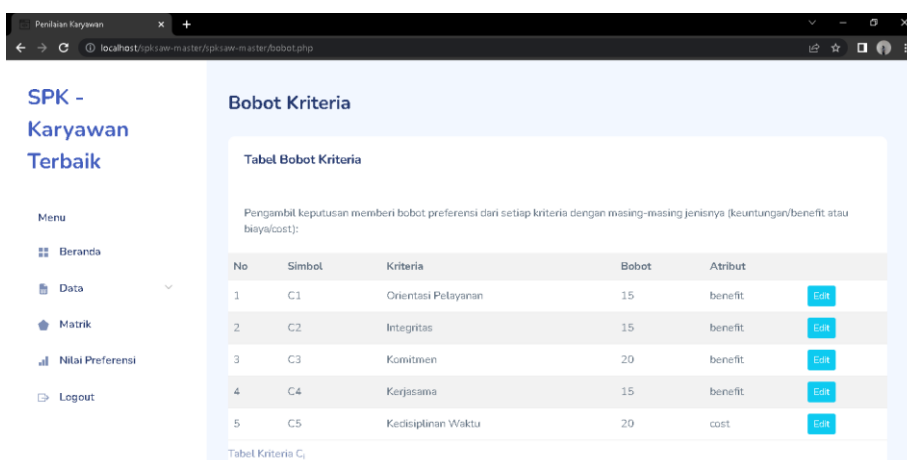 Penilaian Karyawan
localhost/spksaw-master/spksaw-master/bobot.php
SPK -
Karyawan
Terbaik
Menu
Beranda
Data
Matrik
Nilai Preferensi
Logout
Bobot Kriteria
Tabel Bobot Kriteria
Pengambil keputusan memberi bobot preferensi dari setiap kriteria dengan masing-masing jenisnya (keuntungan/benefit atau
biaya/cost):
No Simbol Kriteria Bobot Atribut
1 C1 Orientasi Pelayanan 15 benefit Edit
2 C2 Integritas 15 benefit Edit
3 C3 Komitmen 20 benefit Edit
4 C4 Kerjasama 15 benefit Edit
5 C5 Kedisiplinan Waktu 20 cost Edit
Tabel Kriteria Ci